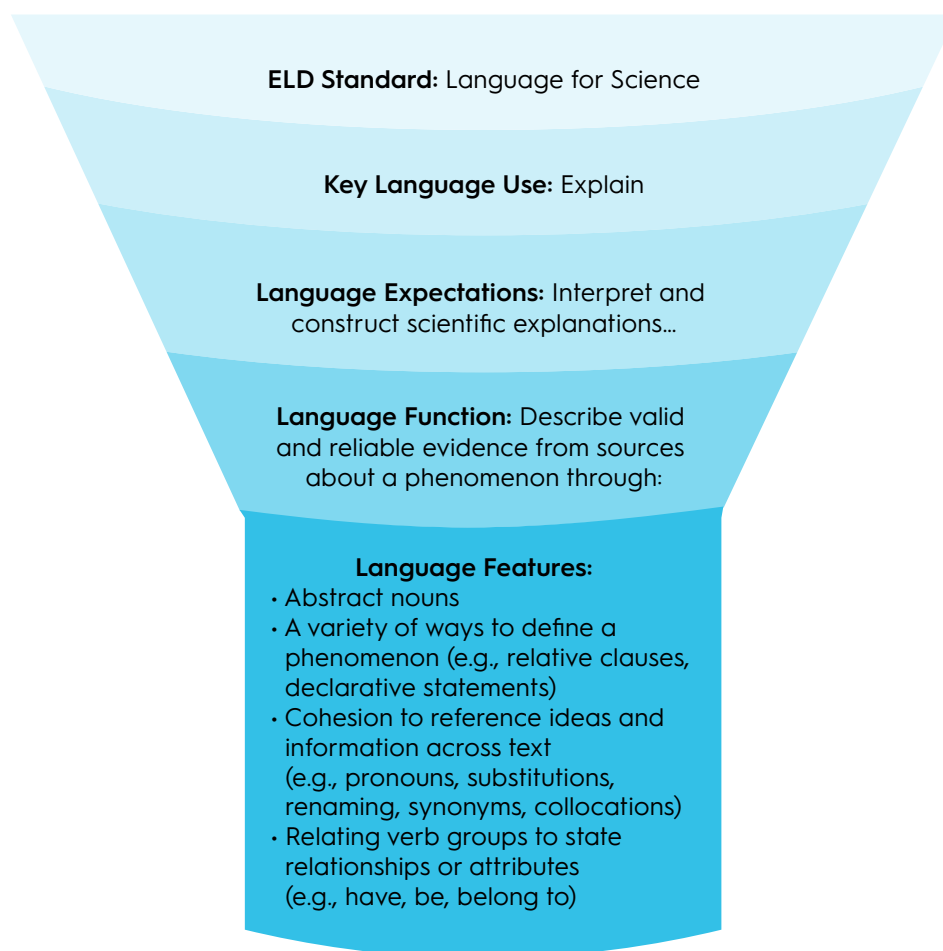 ELD Standard: Language for Science
Key Language Use: Explain
Language Expectations: Interpret and
construct scientific explanations...
Language Function: Describe valid
and reliable evidence from sources
about a phenomenon through:
Language Features:
• Abstract nouns
• A variety of ways to define a
phenomenon (e.g., relative clauses,
declarative statements)
• Cohesion to reference ideas and
information across text
(e.g., pronouns, substitutions,
renaming, synonyms, collocations)
• Relating verb groups to state
relationships or attributes
(e.g., have, be, belong to)